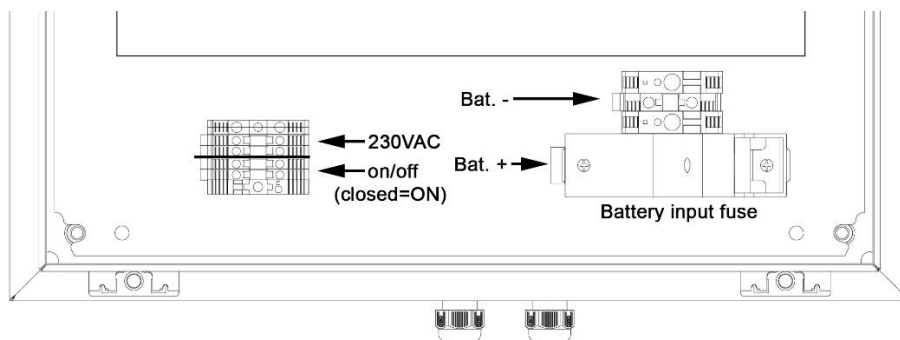 230VAC
on/off
(closed=ON)
Bat. -
Bat. +
Battery input fuse